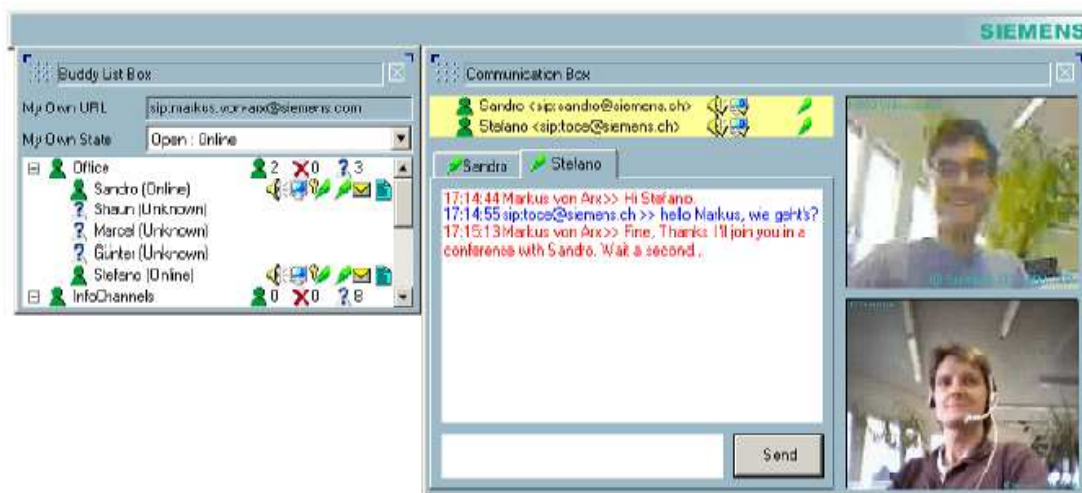 SIEMENS
Buddy List Box
My Own URL sip:markus.von-arx@siemens.com
My Own State Open : Online
Office 2 0 3
Sandro (Online)
Shaun (Unknown)
Marcel (Unknown)
Günter (Unknown)
Stefano (Online)
InfoChannels 0 0 8
Communication Box
Sandro <sip:sandro@siemens.ch>
Stefano <sip:toce@siemens.ch>
Sandro Stefano
17:14:44 Markus von Arx>> Hi Stefano,
17:14:55 sip:toce@siemens.ch >> hello Markus, wie geht's?
17:15:13 Markus von Arx>> Fine, Thanks. I'll join you in a
conference with Sandro. Wait a second...
Send